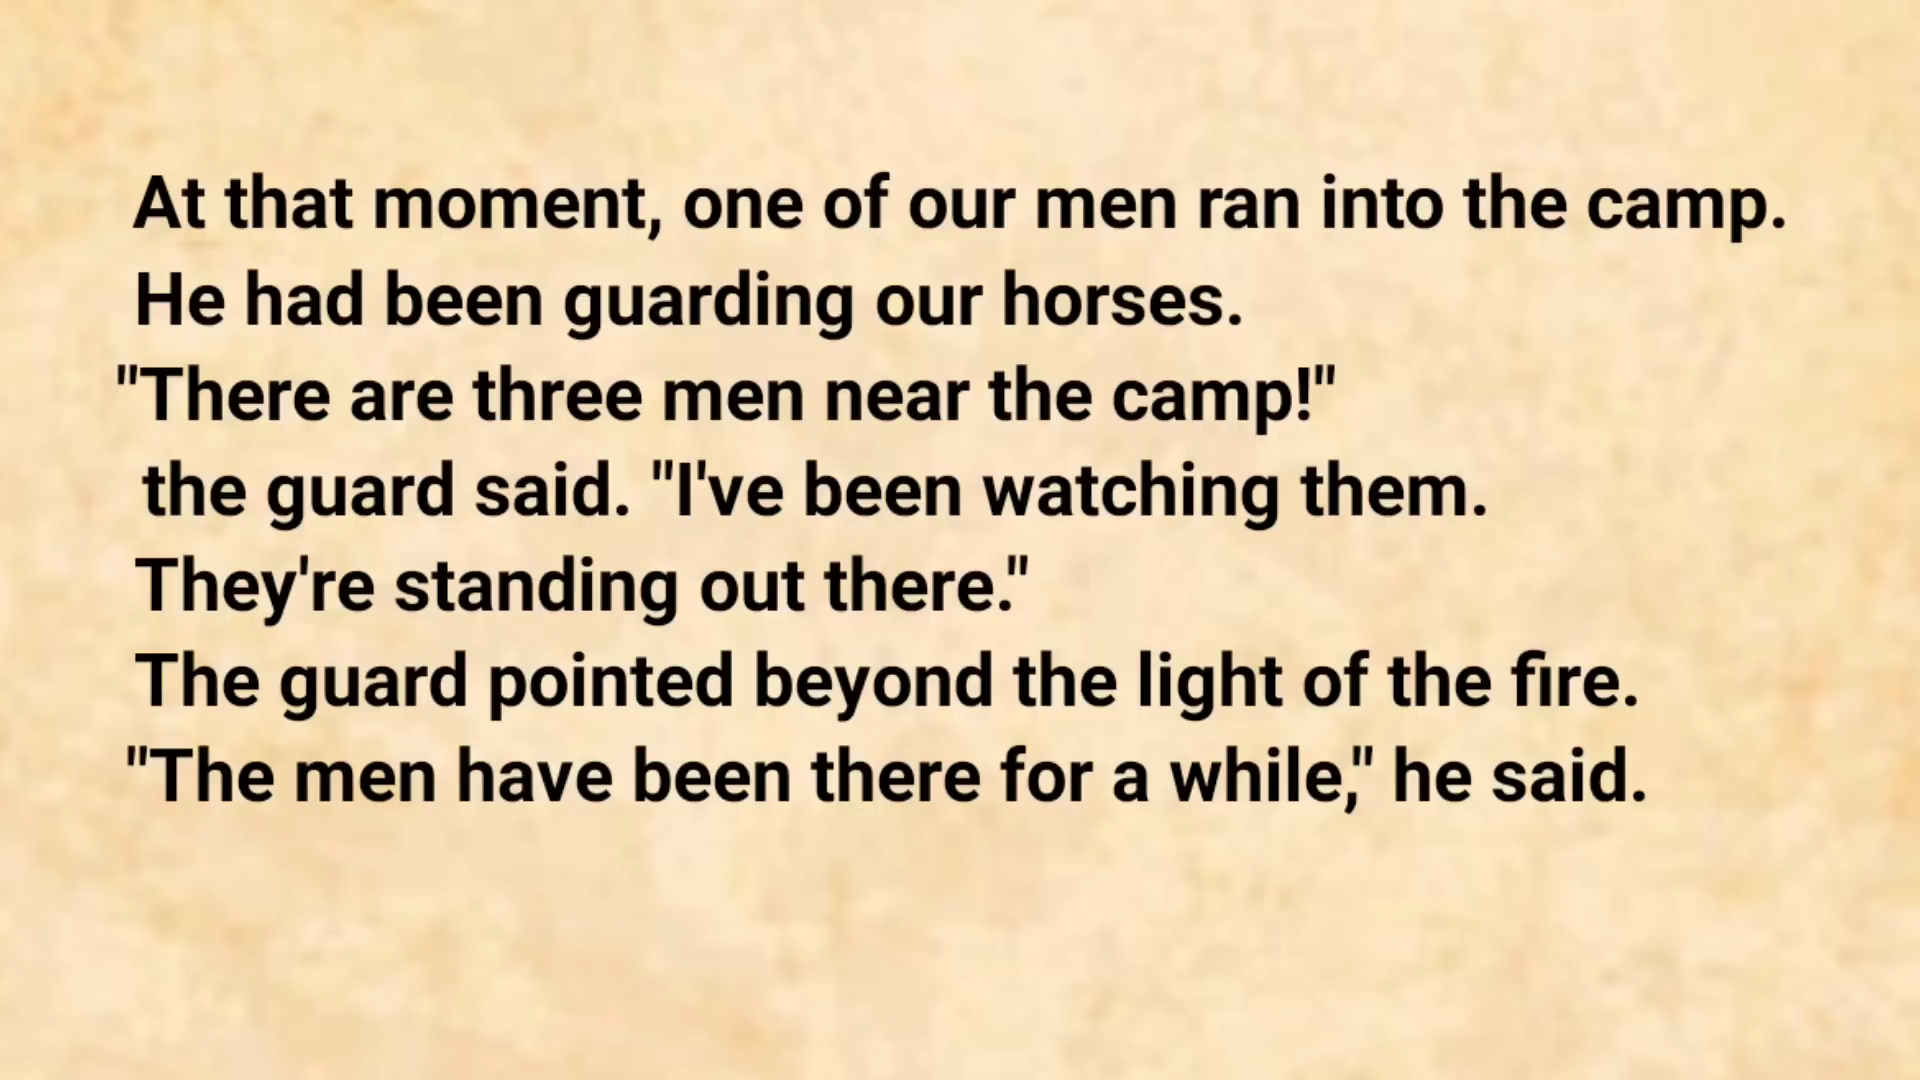 At that moment, one of our men ran into the camp.
He had been guarding our horses.
"There are three men near the camp!"
the guard said. "I've been watching them.
They're standing out there."
The guard pointed beyond the light of the fire.
"The men have been there for a while," he said.